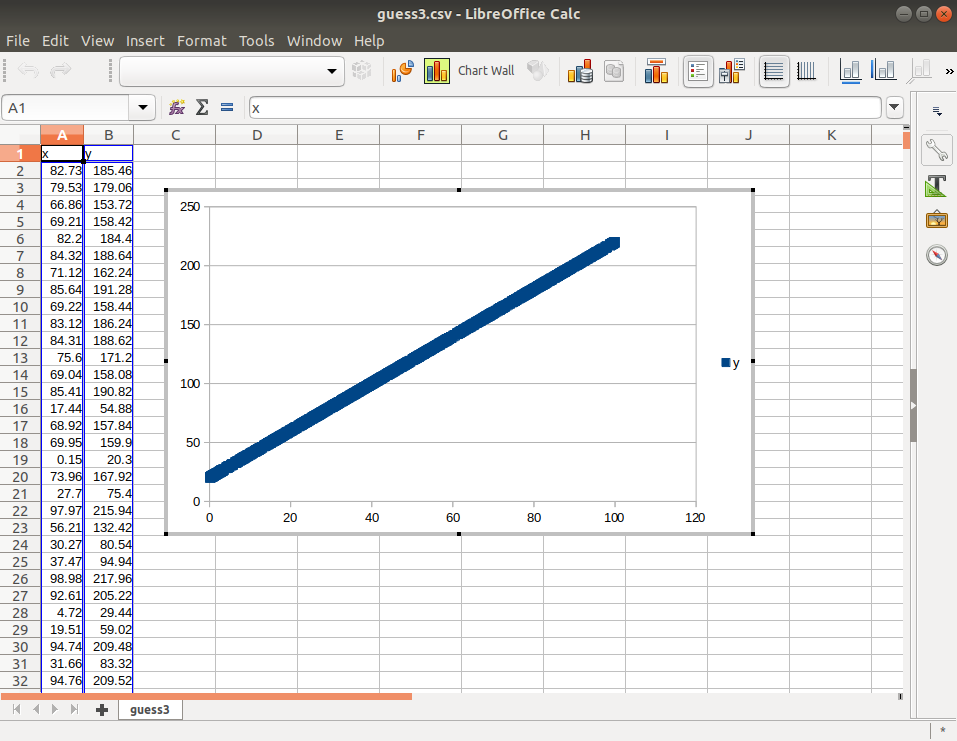 guess3.csv - LibreOffice Calc
File Edit View Insert Format Tools Window Help
Chart Wall
A1 x
A B C D E F G H I J K
1 x y
2 82.73 185.46
3 79.53 179.06
4 66.86 153.72
5 69.21 158.42
6 82.2 184.4
7 84.32 188.64
8 71.12 162.24
9 85.64 191.28
10 69.22 158.44
11 83.12 186.24
12 84.31 188.62
13 75.6 171.2
14 69.04 158.08
15 85.41 190.82
16 17.44 54.88
17 68.92 157.84
18 69.95 159.9
19 0.15 20.3
20 73.96 167.92
21 27.7 75.4
22 97.97 215.94
23 56.21 132.42
24 30.27 80.54
25 37.47 94.94
26 98.98 217.96
27 92.61 205.22
28 4.72 29.44
29 19.51 59.02
30 94.74 209.48
31 31.66 83.32
32 94.76 209.52
250
200
150
100
50
0
0 20 40 60 80 100 120
y
guess3
*